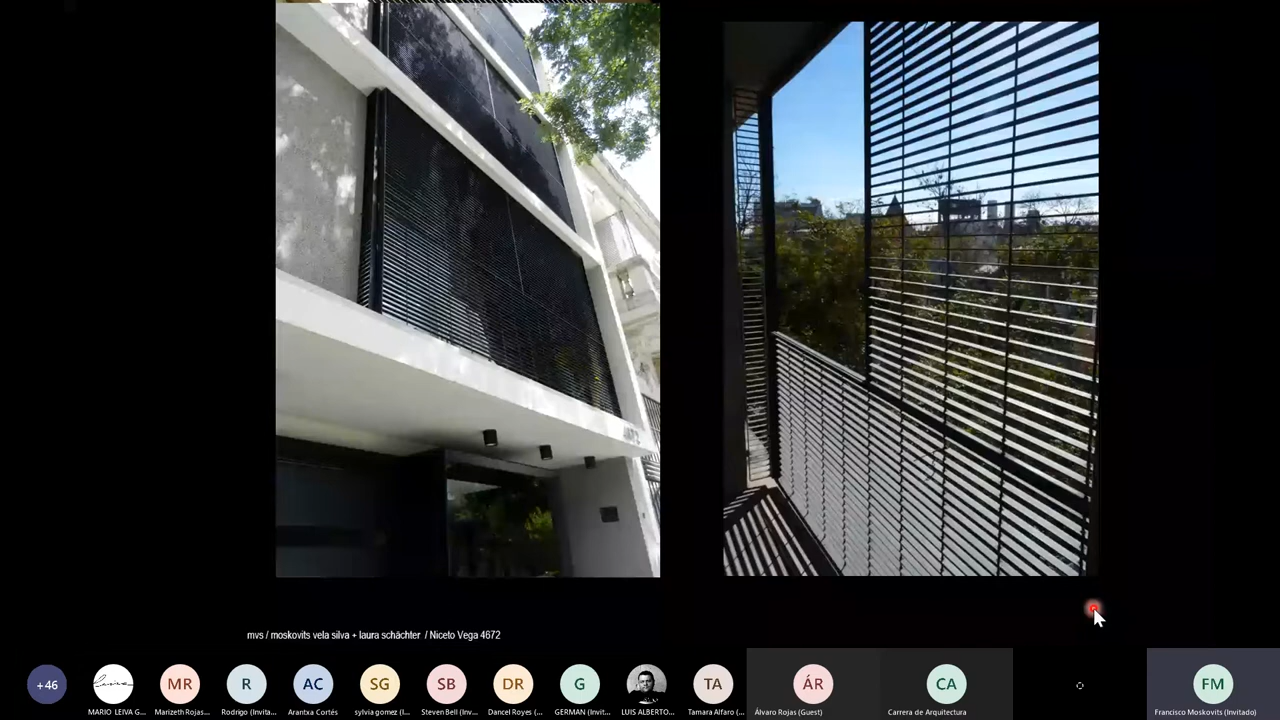 mvs / moskovits vela silva + laura schächter / Niceto Vega 4672
+46
MR
R
AC
SG
SB
DR
G
TA
ÁR
CA
FM
MARIO LEIVA G...
Marizeth Rojas...
Rodrigo (Invita...
Arantxa Cortés
sylvia gomez (I...
Steven Bell (Inv...
Dancel Royes (...
GERMAN (Invit...
LUIS ALBERTO...
Tamara Alfaro (...
Álvaro Rojas (Guest)
Carrera de Arquitectura
Francisco Moskovits (Invitado)